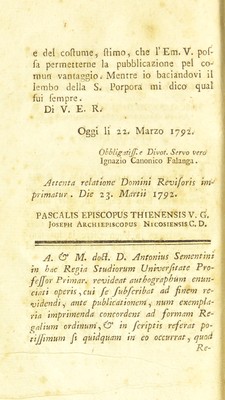 e del costume, stimo, che l'Em. V. pos-
sa permetterne la pubblicazione pel co-
mun vantaggio. Mentre io baciandovi il
lembo della S. Porpora mi dico qual
fui sempre.
Di V. E. R.
Oggi li 22. Marzo 1792.
Obbligatiss. e Divot. Servo vero
Ignazio Canonico Falanga.
Attenta relatione Domini Revisoris im-
primatur. Die 23. Martii 1792.
PASCALIS EPISCOPUS THIENENSIS V. G.
JOSEPH ARCHIEPISCOPUS NICOSIENSIS C. D.
A. & M. doct. D. Antonius Sementini
in hac Regia Studiorum Universitate Pro-
fessor Primar. revideat authographum enun-
ciati operis, cui se subscribat ad finem re-
videndi, ante publicationem, num exempla-
ria imprimenda concordent ad formam Re-
galium ordinum, & in scriptis referat po-
tissimum si quidquam in eo occurrat, quod
Re-